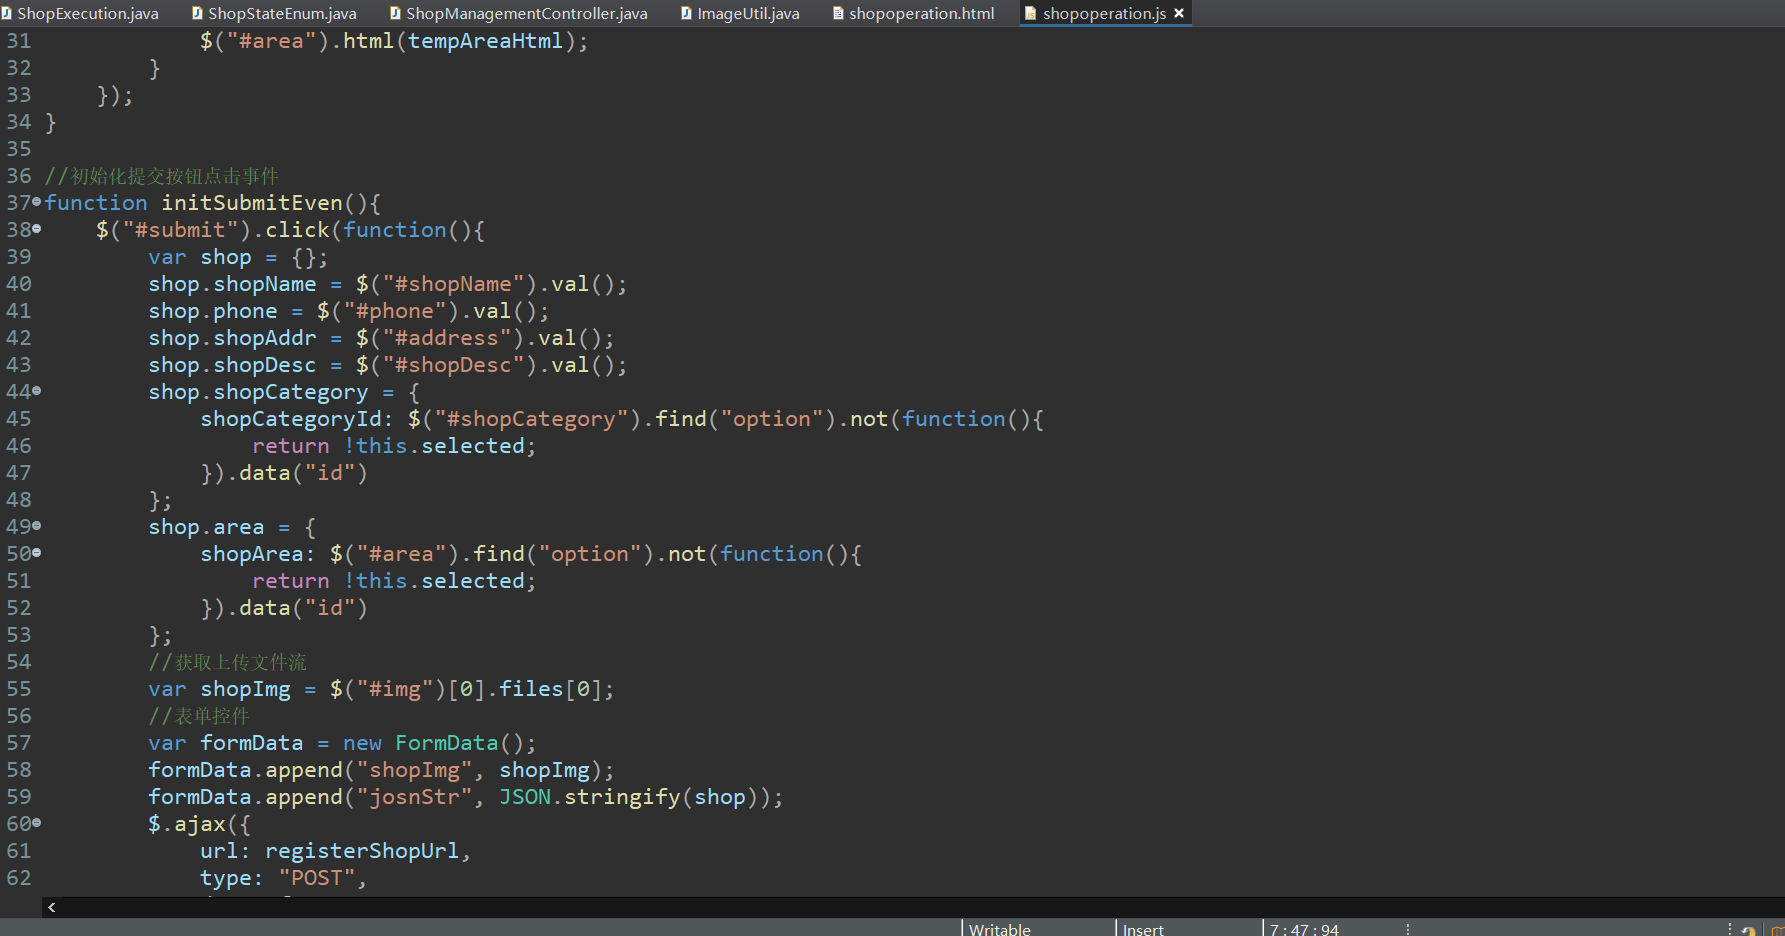 ShopExecution.java ShopStateEnum.java ShopManagementController.java ImageUtil.java shopoperation.html shopoperation.js ×
31 $("#area").html(tempAreaHtml);
32 }
33 });
34 }
35
36 //初始化提交按钮点击事件
37 function initSubmitEven(){
38 $("#submit").click(function(){
39 var shop = {};
40 shop.shopName = $("#shopName").val();
41 shop.phone = $("#phone").val();
42 shop.shopAddr = $("#address").val();
43 shop.shopDesc = $("#shopDesc").val();
44 shop.shopCategory = {
45 shopCategoryId: $("#shopCategory").find("option").not(function(){
46 return !this.selected;
47 }).data("id")
48 };
49 shop.area = {
50 shopArea: $("#area").find("option").not(function(){
51 return !this.selected;
52 }).data("id")
53 };
54 //获取上传文件流
55 var shopImg = $("#img")[0].files[0];
56 //表单控件
57 var formData = new FormData();
58 formData.append("shopImg", shopImg);
59 formData.append("josnStr", JSON.stringify(shop));
60 $.ajax({
61 url: registerShopUrl,
62 type: "POST",
Writable Insert 7 : 47 : 94